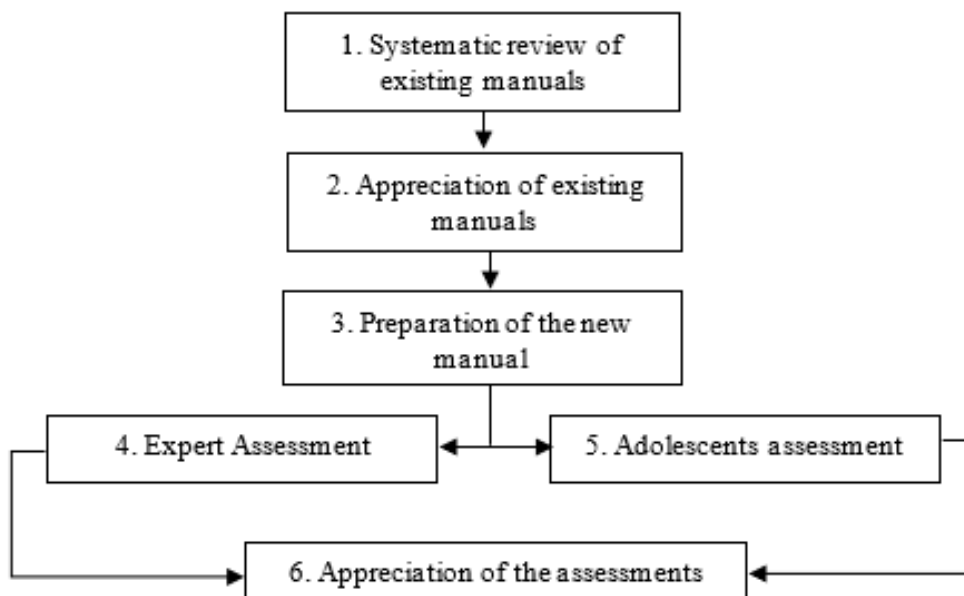 1. Systematic review of
existing manuals
2. Appreciation of existing
manuals
3. Preparation of the new
manual
4. Expert Assessment
5. Adolescents assessment
6. Appreciation of the assessments